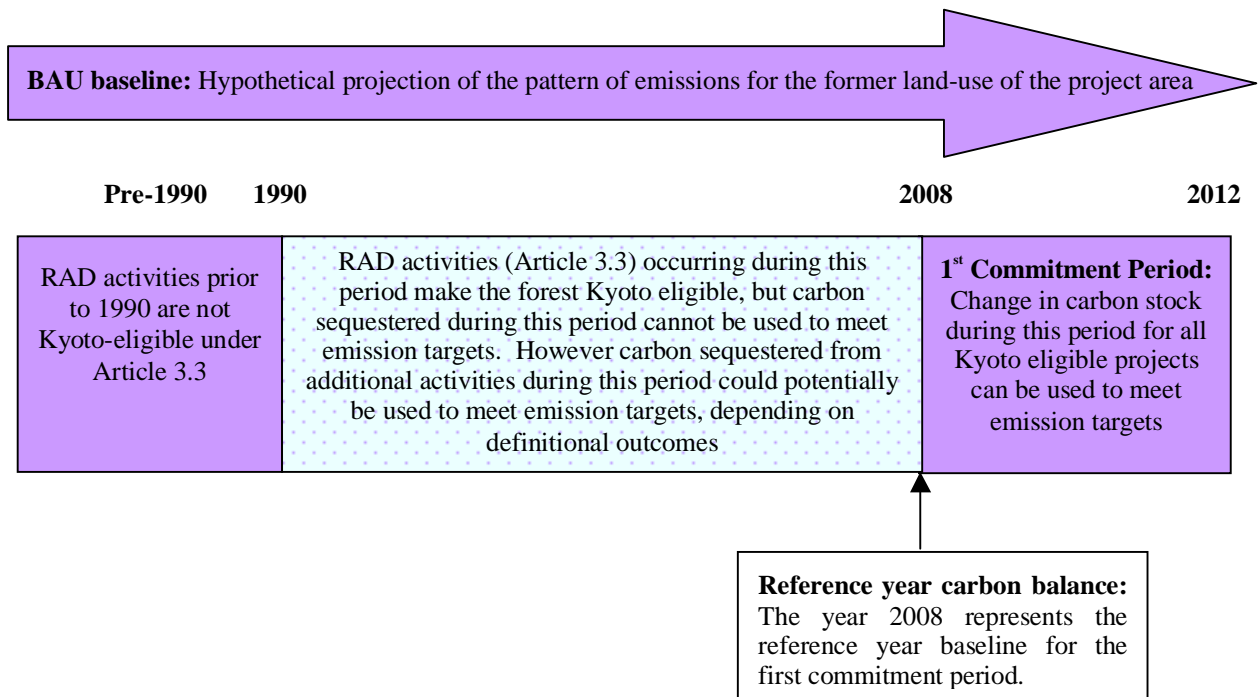 BAU baseline: Hypothetical projection of the pattern of emissions for the former land-use of the project area
Pre-1990 1990 2008 2012
RAD activities prior
to 1990 are not
Kyoto-eligible under
Article 3.3
RAD activities (Article 3.3) occurring during this
period make the forest Kyoto eligible, but carbon
sequestered during this period cannot be used to meet
emission targets. However carbon sequestered from
additional activities during this period could potentially
be used to meet emission targets, depending on
definitional outcomes
1st Commitment Period:
Change in carbon stock
during this period for all
Kyoto eligible projects
can be used to meet
emission targets
Reference year carbon balance:
The year 2008 represents the
reference year baseline for the
first commitment period.